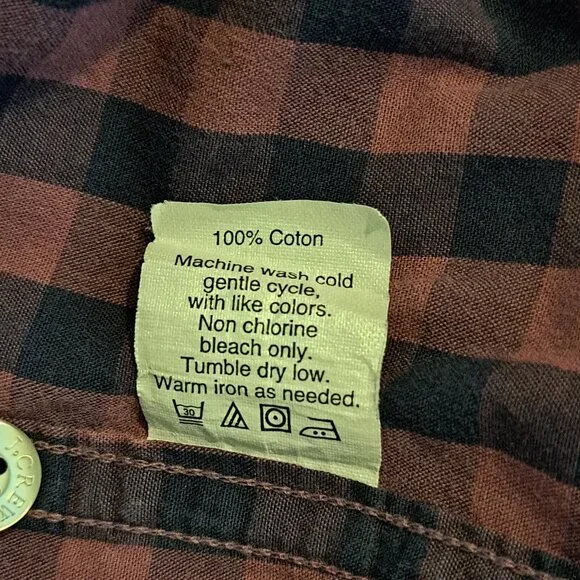 100% Coton
Machine wash cold
gentle cycle,
with like colors.
Non chlorine
bleach only.
Tumble dry low.
Warm iron as needed.
30
J.CREW